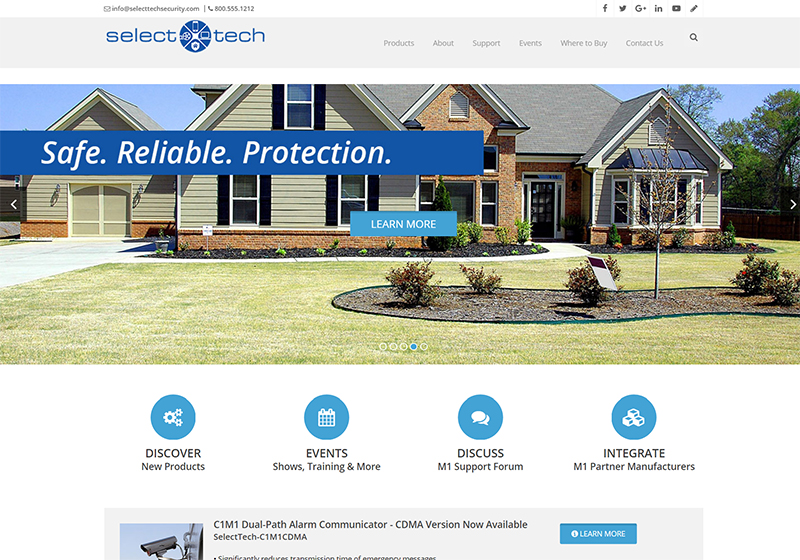 info@selecttechsecurity.com | 800.555.1212
select tech
Products About Support Events Where to Buy Contact Us
Safe. Reliable. Protection.
LEARN MORE
DISCOVER
New Products
EVENTS
Shows, Training & More
DISCUSS
M1 Support Forum
INTEGRATE
M1 Partner Manufacturers
C1M1 Dual-Path Alarm Communicator - CDMA Version Now Available
SelectTech-C1M1CDMA
LEARN MORE
• Significantly reduces transmission time of emergency messages